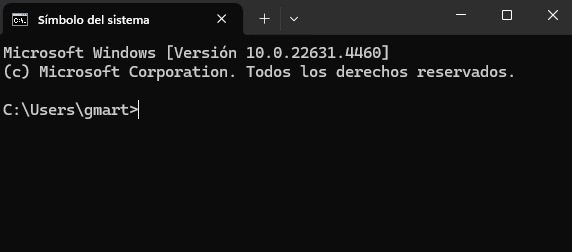 Símbolo del sistema
Microsoft Windows [Versión 10.0.22631.4460]
(c) Microsoft Corporation. Todos los derechos reservados.
C:\Users\gmart>